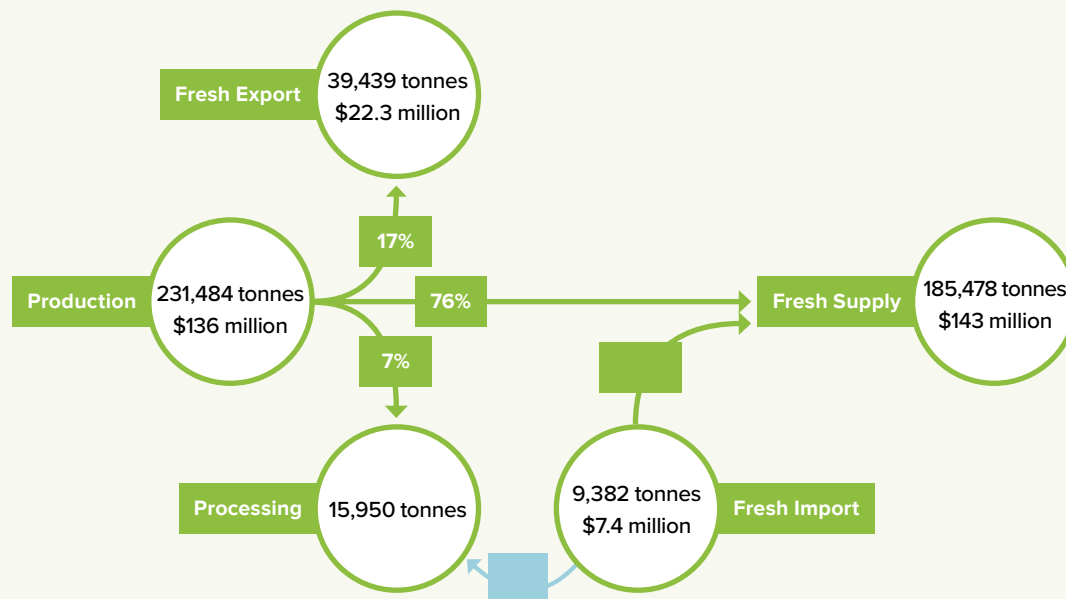 Fresh Export
39,439 tonnes
$22.3 million
17%
Production
231,484 tonnes
$136 million
76%
Fresh Supply
185,478 tonnes
$143 million
7%
Processing
15,950 tonnes
9,382 tonnes
$7.4 million
Fresh Import